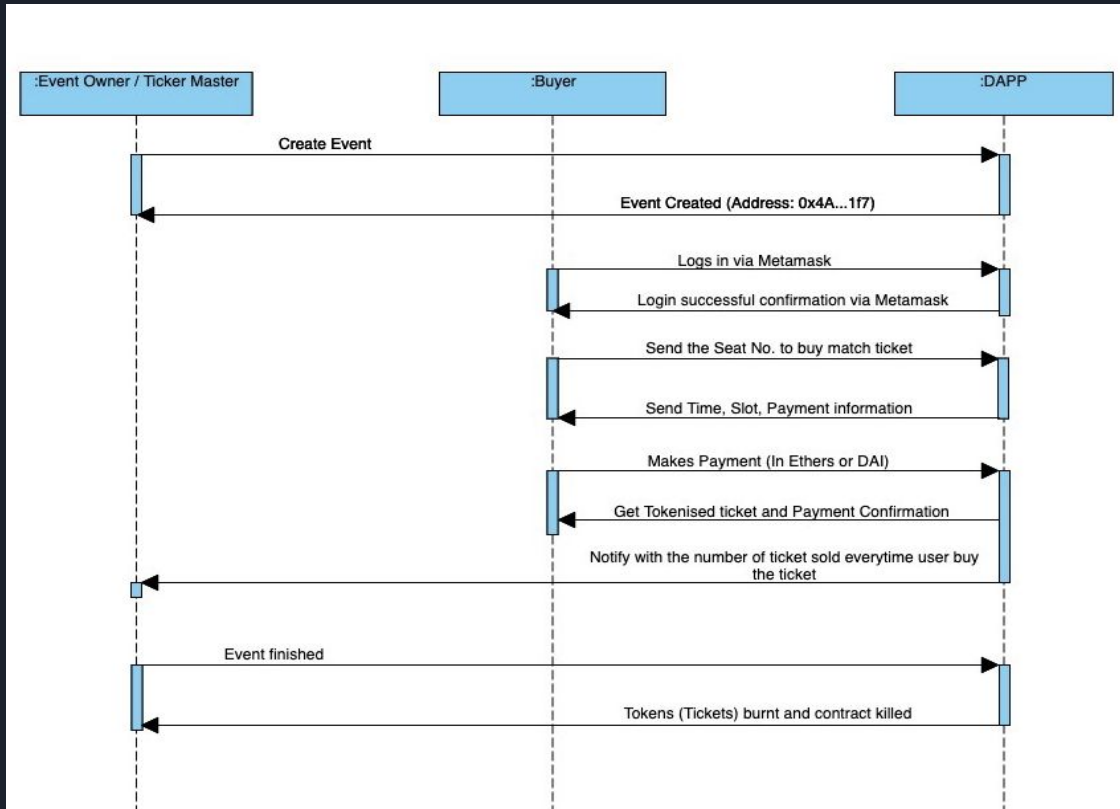 :Event Owner / Ticker Master
:Buyer
:DAPP
Create Event
Event Created (Address: 0x4A...1f7)
Logs in via Metamask
Login successful confirmation via Metamask
Send the Seat No. to buy match ticket
Send Time, Slot, Payment information
Makes Payment (In Ethers or DAI)
Get Tokenised ticket and Payment Confirmation
Notify with the number of ticket sold everytime user buy
the ticket
Event finished
Tokens (Tickets) burnt and contract killed